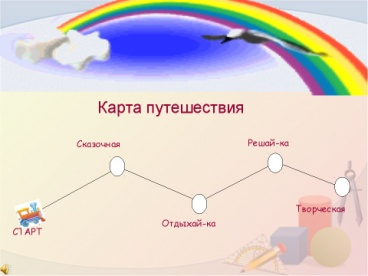 Карта путешествия
Сказочная
Решай-ка
Творческая
Отдыхай-ка
СТАРТ